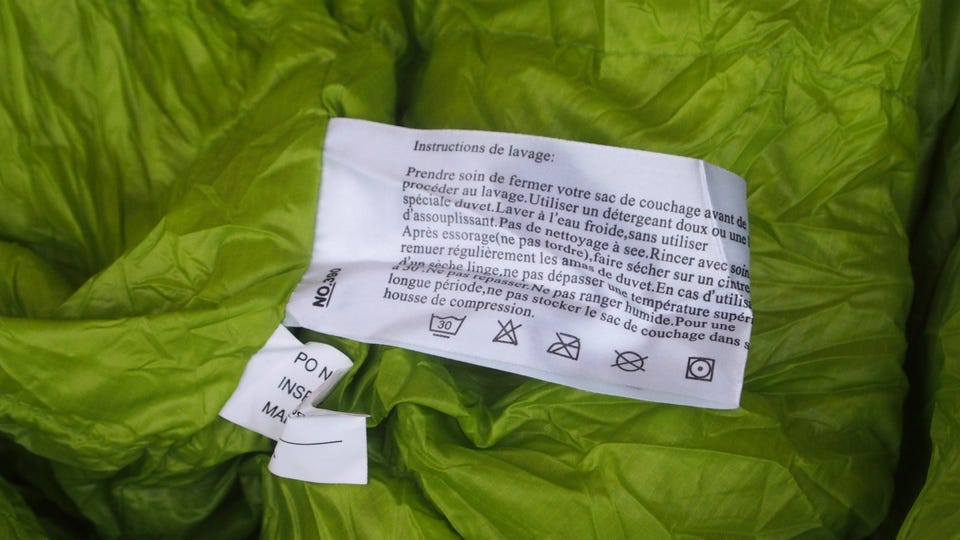 Instructions de lavage:
Prendre soin de fermer votre sac de couchage avant de
procéder au lavage.Utiliser un détergeant doux ou une
spéciale duvet.Laver à l'eau froide,sans utiliser
d'assouplissant.Pas de nettoyage à see.Rincer avec soin
Après essorage(ne pas tordre),faire sécher sur un cintre
remuer régulièrement les amas de duvet.En cas d'utilis
d'un sèche linge,ne pas dépasser une température supér
à 30°.Ne pas repasser.Ne pas ranger humide.Pour une
longue période,ne pas stocker le sac de couchage dans s
housse de compression.
30
NO.390
PO N
INSE
MA